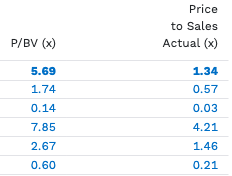 Price
to Sales
P/BV (x) Actual (x)
5.69 1.34
1.74 0.57
0.14 0.03
7.85 4.21
2.67 1.46
0.60 0.21